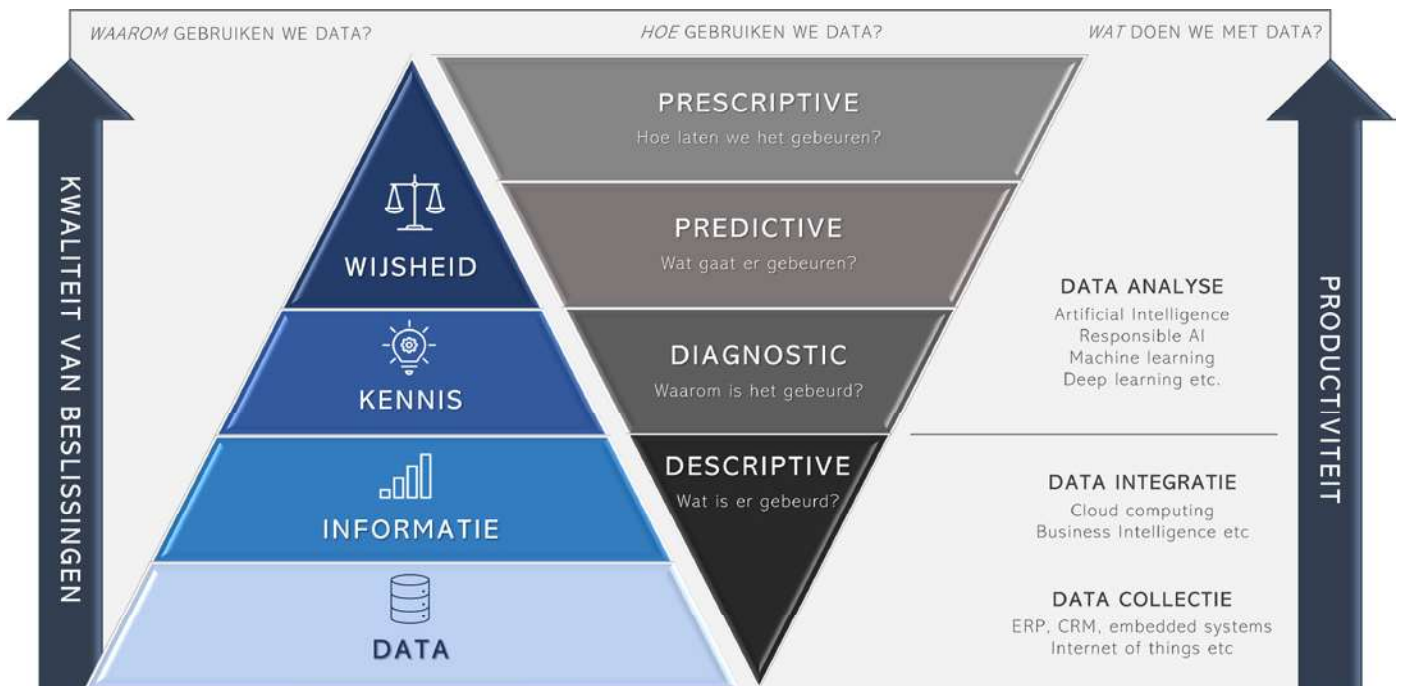 WAAROM GEBRUIKEN WE DATA?
HOE GEBRUIKEN WE DATA?
WAT DOEN WE MET DATA?
KWALITEIT VAN BESLISSINGEN
WIJSHEID
KENNIS
INFORMATIE
DATA
PRESCRIPTIVE
Hoe laten we het gebeuren?
PREDICTIVE
Wat gaat er gebeuren?
DIAGNOSTIC
Waarom is het gebeurd?
DESCRIPTIVE
Wat is er gebeurd?
DATA ANALYSE
Artificial Intelligence
Responsible AI
Machine learning
Deep learning etc.
DATA INTEGRATIE
Cloud computing
Business Intelligence etc
DATA COLLECTIE
ERP, CRM, embedded systems
Internet of things etc
PRODUCTIVITEIT